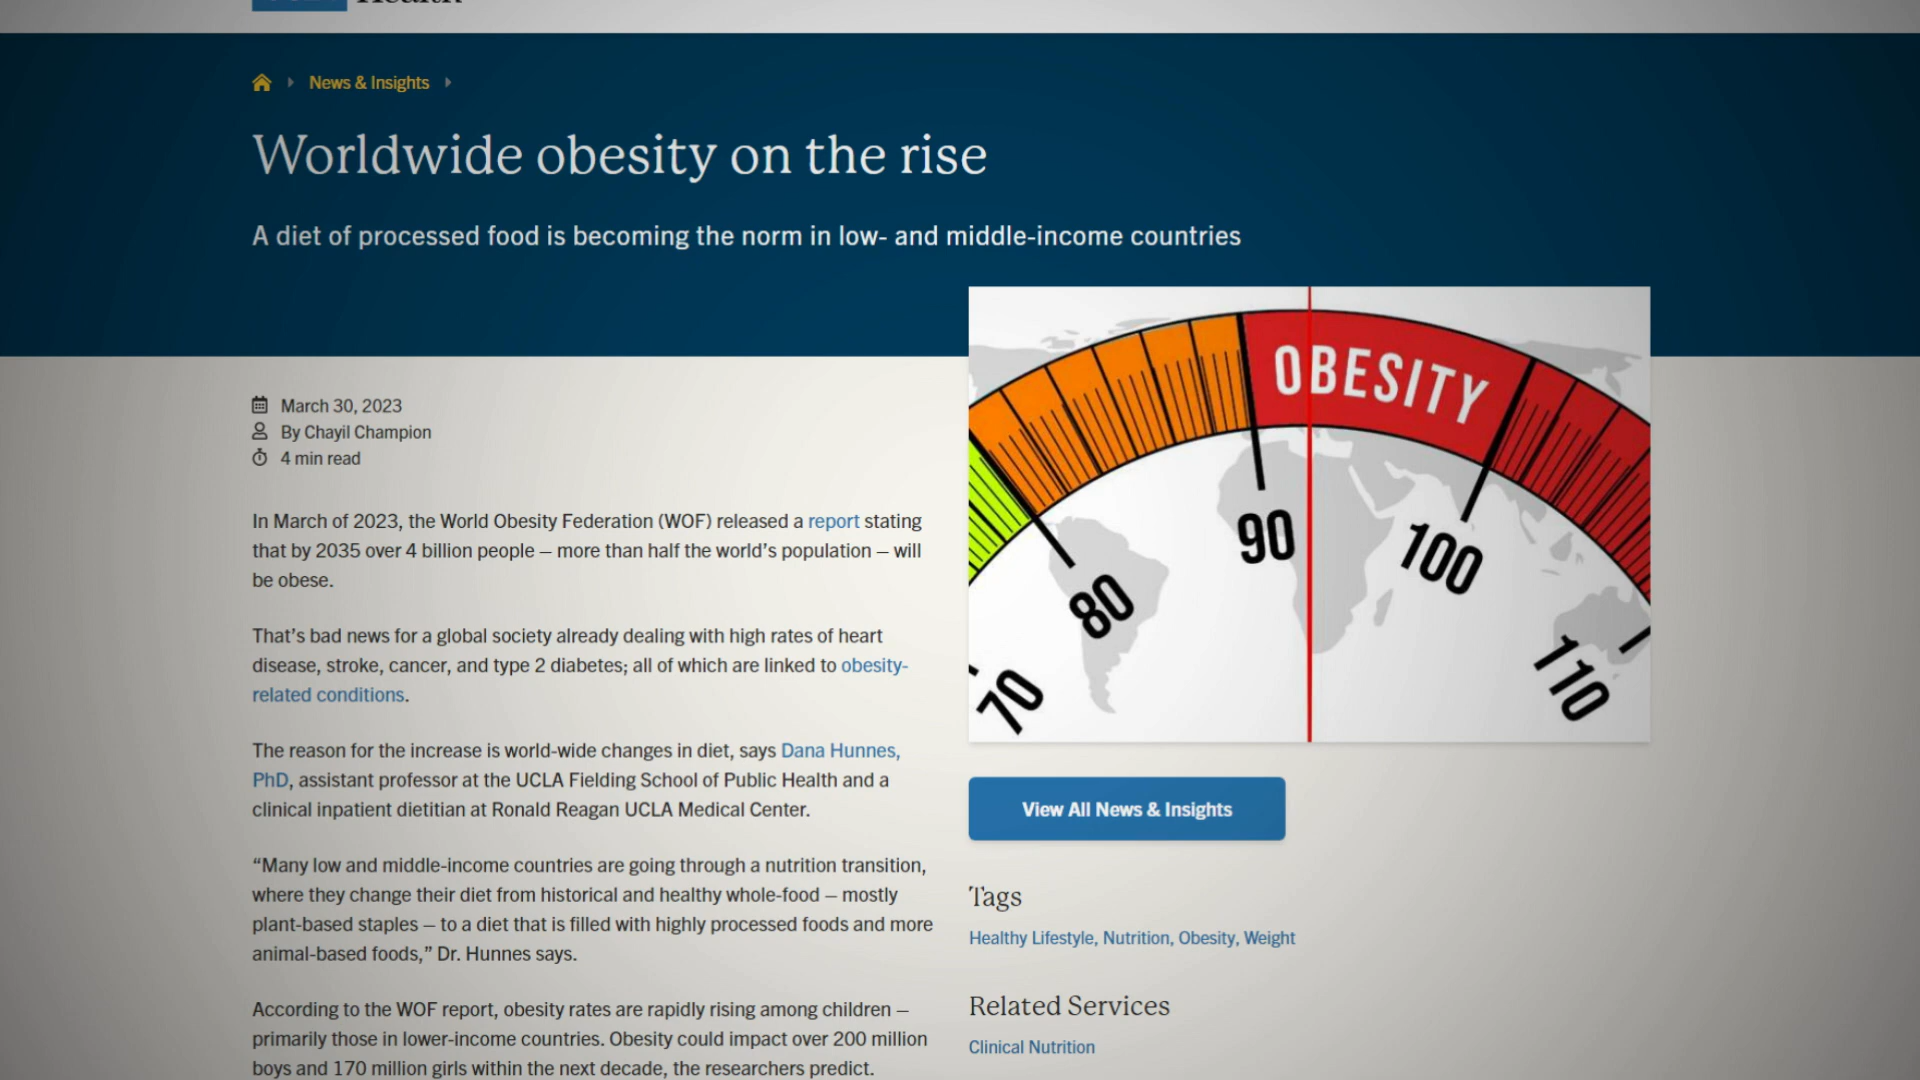 News & Insights
Worldwide obesity on the rise
A diet of processed food is becoming the norm in low- and middle-income countries
March 30, 2023
By Chayil Champion
4 min read
In March of 2023, the World Obesity Federation (WOF) released a report stating
that by 2035 over 4 billion people – more than half the world's population – will
be obese.
That's bad news for a global society already dealing with high rates of heart
disease, stroke, cancer, and type 2 diabetes; all of which are linked to obesity-
related conditions.
The reason for the increase is world-wide changes in diet, says Dana Hunnes,
PhD, assistant professor at the UCLA Fielding School of Public Health and a
clinical inpatient dietitian at Ronald Reagan UCLA Medical Center.
“Many low and middle-income countries are going through a nutrition transition,
where they change their diet from historical and healthy whole-food – mostly
plant-based staples – to a diet that is filled with highly processed foods and more
animal-based foods,” Dr. Hunnes says.
According to the WOF report, obesity rates are rapidly rising among children –
primarily those in lower-income countries. Obesity could impact over 200 million
boys and 170 million girls within the next decade, the researchers predict.
OBESITY
70
80
90
100
110
View All News & Insights
Tags
Healthy Lifestyle, Nutrition, Obesity, Weight
Related Services
Clinical Nutrition